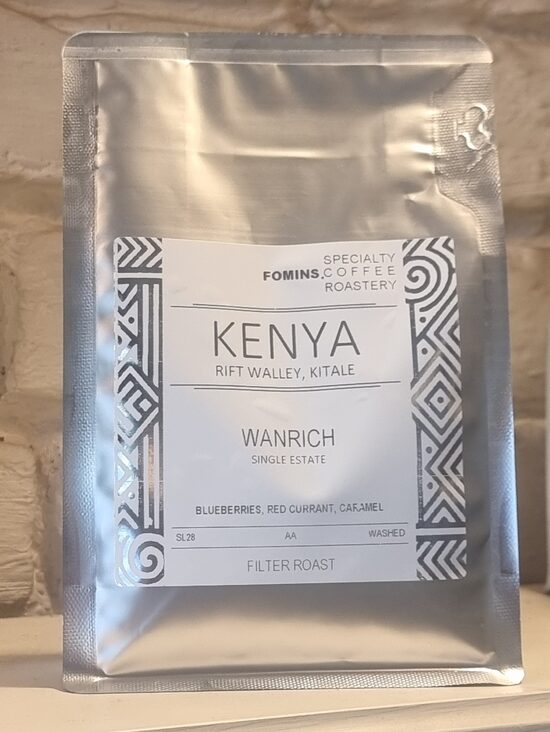 SPECIALTY
FOMINS.COFFEE
ROASTERY
KENYA
RIFT WALLEY, KITALE
WANRICH
SINGLE ESTATE
BLUEBERRIES, RED CURRANT, CARAMEL
SL28 AA WASHED
FILTER ROAST